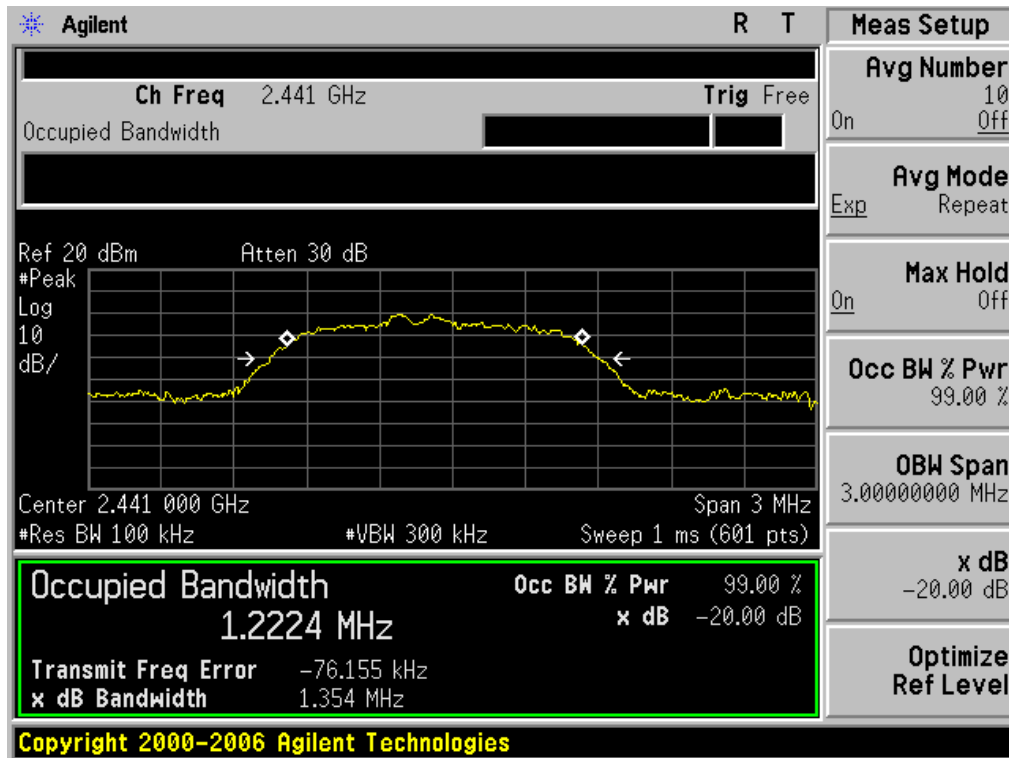 Agilent R T
Ch Freq 2.441 GHz Trig Free
Occupied Bandwidth
Ref 20 dBm Atten 30 dB
#Peak
Log
10
dB/
Center 2.441 000 GHz Span 3 MHz
#Res BW 100 kHz #VBW 300 kHz Sweep 1 ms (601 pts)
Occupied Bandwidth Occ BW % Pwr 99.00 %
1.2224 MHz x dB -20.00 dB
Transmit Freq Error -76.155 kHz
x dB Bandwidth 1.354 MHz
Copyright 2000-2006 Agilent Technologies
Meas Setup
Avg Number
10
On Off
Avg Mode
Exp Repeat
Max Hold
On Off
Occ BW % Pwr
99.00 %
OBW Span
3.00000000 MHz
x dB
-20.00 dB
Optimize
Ref Level